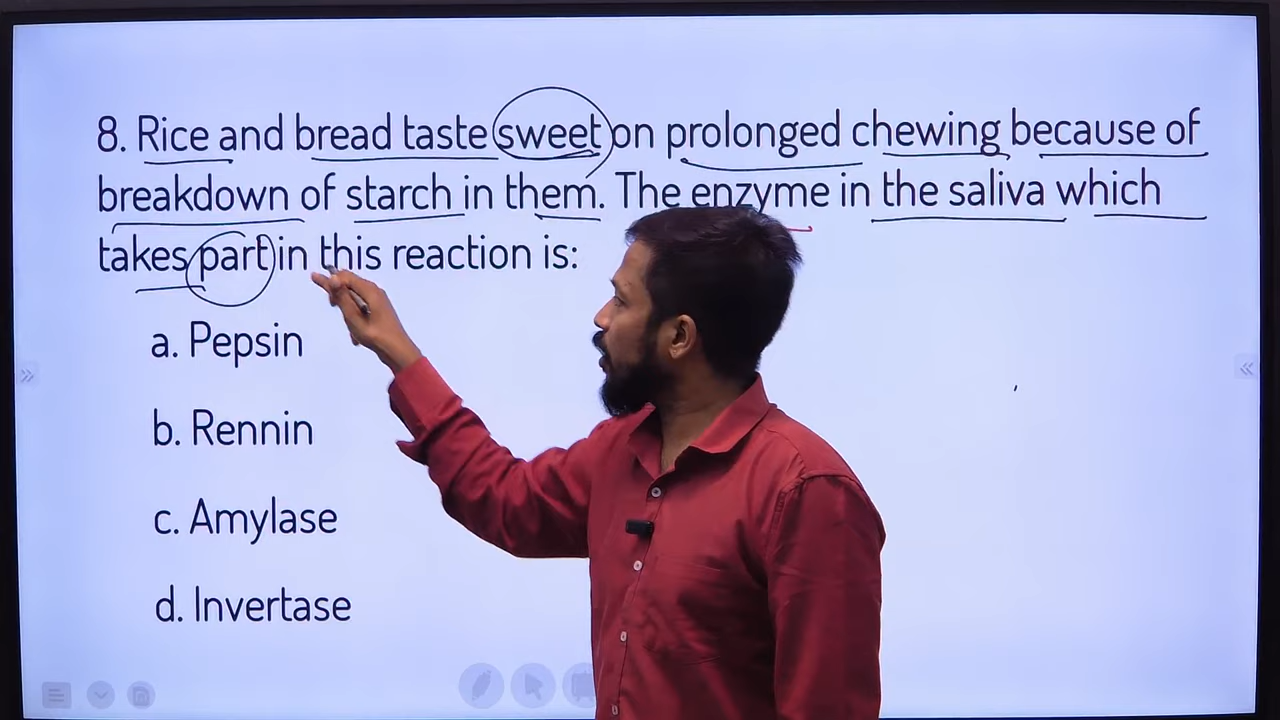 8. Rice and bread taste sweet on prolonged chewing because of
breakdown of starch in them. The enzyme in the saliva which
takes part in this reaction is:
a. Pepsin
b. Rennin
c. Amylase
d. Invertase